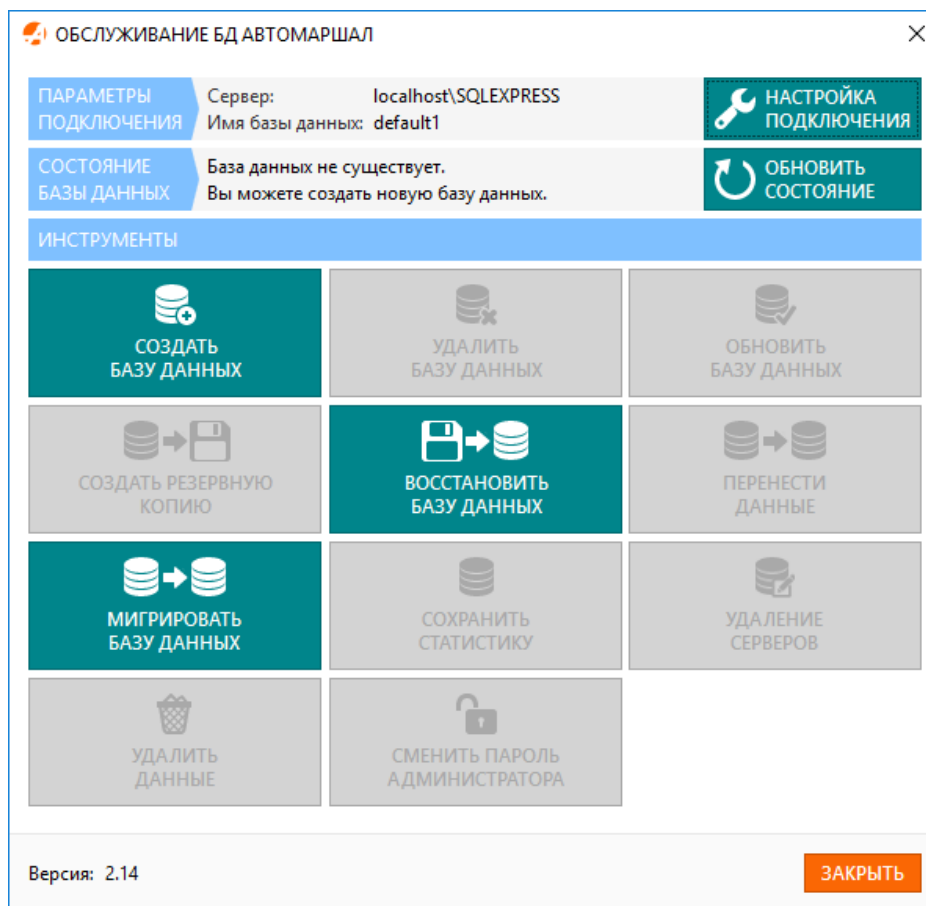 ОБСЛУЖИВАНИЕ БД АВТОМАРШАЛ
ПАРАМЕТРЫ
ПОДКЛЮЧЕНИЯ
Сервер: localhost\SQLEXPRESS
Имя базы данных: default1
НАСТРОЙКА
ПОДКЛЮЧЕНИЯ
СОСТОЯНИЕ
БАЗЫ ДАННЫХ
База данных не существует.
Вы можете создать новую базу данных.
ОБНОВИТЬ
СОСТОЯНИЕ
ИНСТРУМЕНТЫ
СОЗДАТЬ
БАЗУ ДАННЫХ
УДАЛИТЬ
БАЗУ ДАННЫХ
ОБНОВИТЬ
БАЗУ ДАННЫХ
СОЗДАТЬ РЕЗЕРВНУЮ
КОПИЮ
ВОССТАНОВИТЬ
БАЗУ ДАННЫХ
ПЕРЕНЕСТИ
ДАННЫЕ
МИГРИРОВАТЬ
БАЗУ ДАННЫХ
СОХРАНИТЬ
СТАТИСТИКУ
УДАЛЕНИЕ
СЕРВЕРОВ
УДАЛИТЬ
ДАННЫЕ
СМЕНИТЬ ПАРОЛЬ
АДМИНИСТРАТОРА
Версия: 2.14
ЗАКРЫТЬ